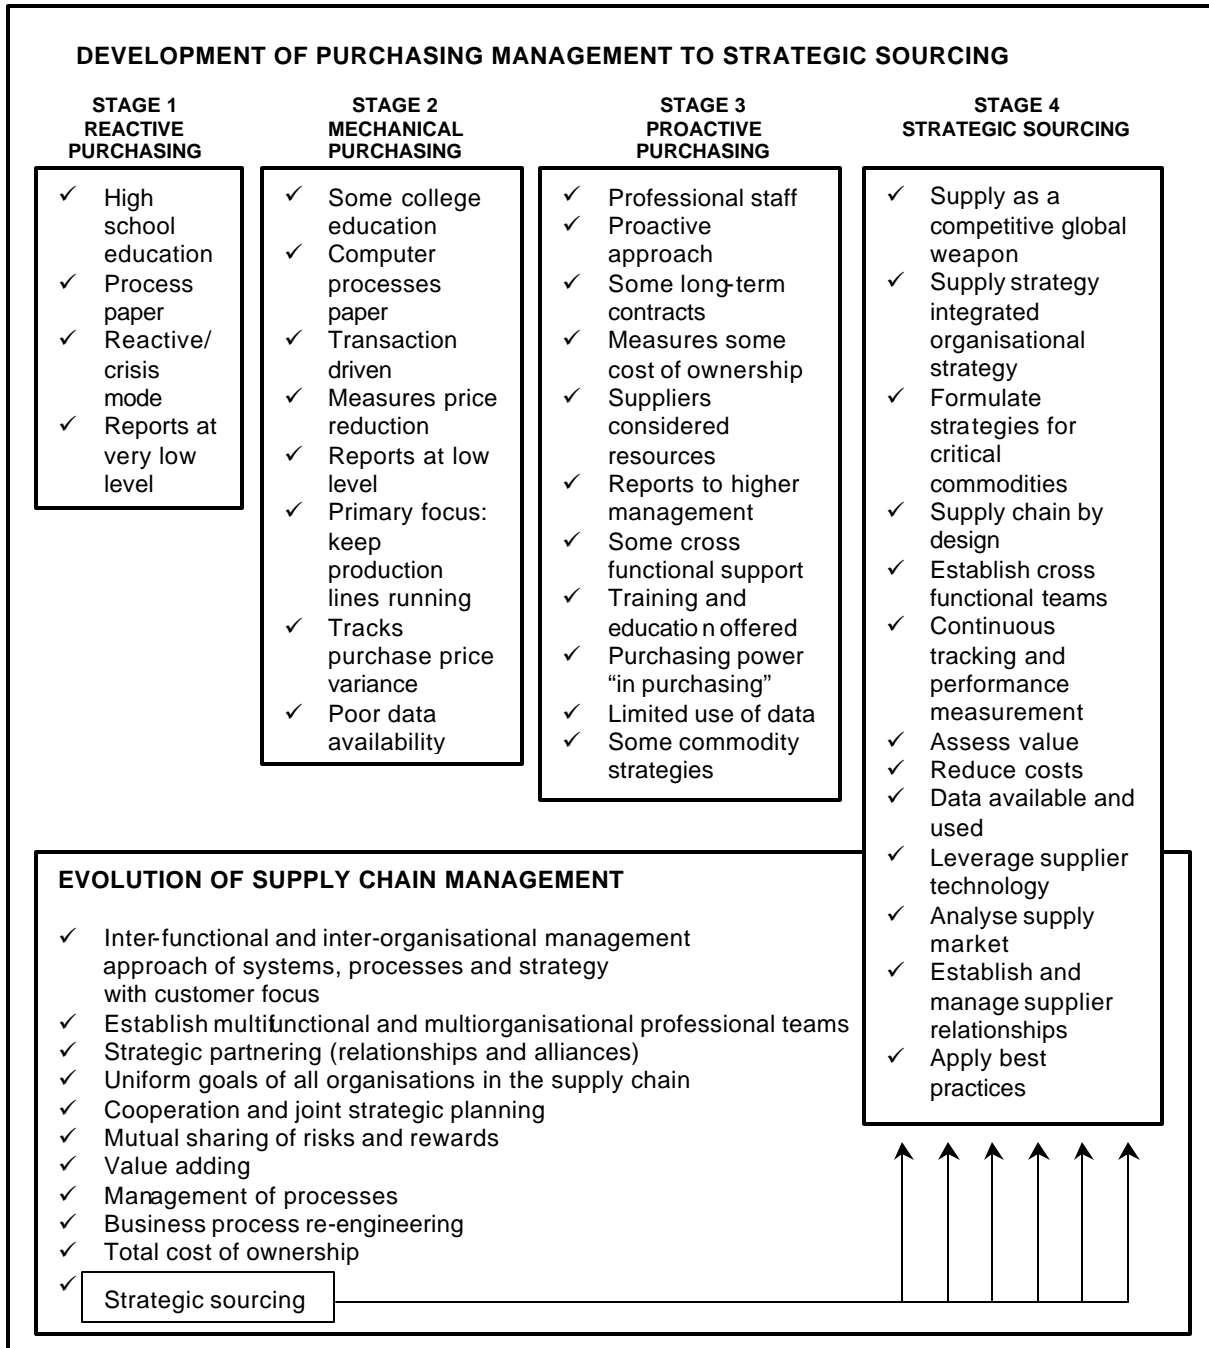 DEVELOPMENT OF PURCHASING MANAGEMENT TO STRATEGIC SOURCING
STAGE 1
REACTIVE
PURCHASING
✓ High
school
education
✓ Process
paper
✓ Reactive/
crisis
mode
✓ Reports at
very low
level
STAGE 2
MECHANICAL
PURCHASING
✓ Some college
education
✓ Computer
processes
paper
✓ Transaction
driven
✓ Measures price
reduction
✓ Reports at low
level
✓ Primary focus:
keep
production
lines running
✓ Tracks
purchase price
variance
✓ Poor data
availability
STAGE 3
PROACTIVE
PURCHASING
✓ Professional staff
✓ Proactive
approach
✓ Some long-term
contracts
✓ Measures some
cost of ownership
✓ Suppliers
considered
resources
✓ Reports to higher
management
✓ Some cross
functional support
✓ Training and
education offered
✓ Purchasing power
“in purchasing”
✓ Limited use of data
✓ Some commodity
strategies
STAGE 4
STRATEGIC SOURCING
✓ Supply as a
competitive global
weapon
✓ Supply strategy
integrated
organisational
strategy
✓ Formulate
strategies for
critical
commodities
✓ Supply chain by
design
✓ Establish cross
functional teams
✓ Continuous
tracking and
performance
measurement
✓ Assess value
✓ Reduce costs
✓ Data available and
used
✓ Leverage supplier
technology
✓ Analyse supply
market
✓ Establish and
manage supplier
relationships
✓ Apply best
practices
EVOLUTION OF SUPPLY CHAIN MANAGEMENT
✓ Inter-functional and inter-organisational management
approach of systems, processes and strategy
with customer focus
✓ Establish multifunctional and multiorganisational professional teams
✓ Strategic partnering (relationships and alliances)
✓ Uniform goals of all organisations in the supply chain
✓ Cooperation and joint strategic planning
✓ Mutual sharing of risks and rewards
✓ Value adding
✓ Management of processes
✓ Business process re-engineering
✓ Total cost of ownership
✓ Strategic sourcing